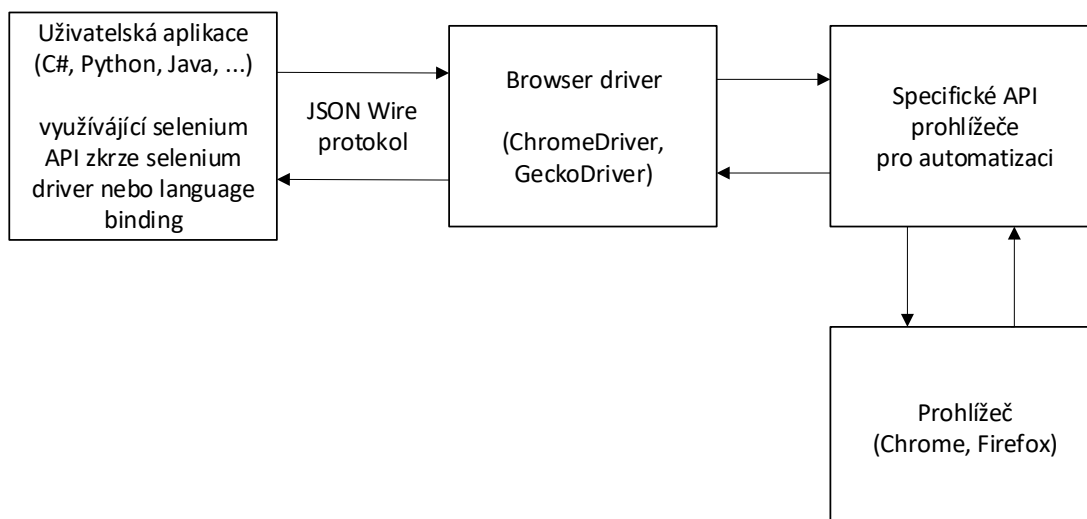 Uživatelská aplikace
(C#, Python, Java, ...)
využívájící selenium
API zkrze selenium
driver nebo language
binding
JSON Wire
protokol
Browser driver
(ChromeDriver,
GeckoDriver)
Specifické API
prohlížeče
pro automatizaci
Prohlížeč
(Chrome, Firefox)